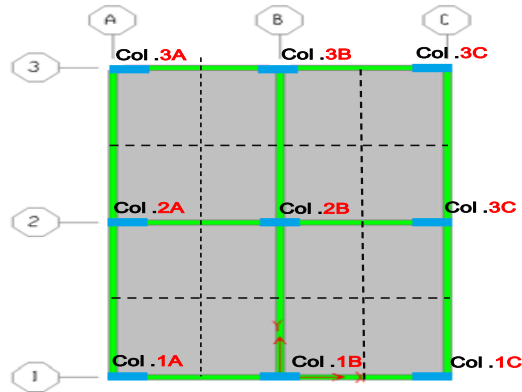 A B C
3 Col .3A Col .3B Col .3C
2 Col .2A Col .2B Col .3C
Y
1 Col .1A Col .1B X Col .1C